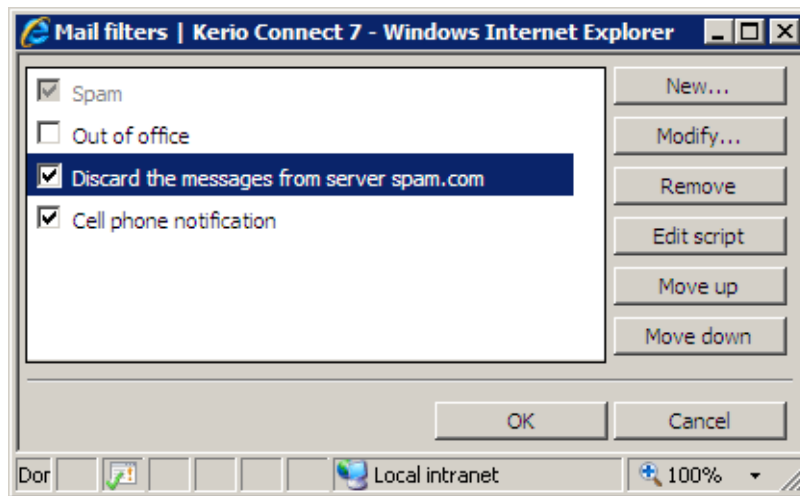 Mail filters | Kerio Connect 7 - Windows Internet Explorer
Spam
Out of office
Discard the messages from server spam.com
Cell phone notification
New...
Modify...
Remove
Edit script
Move up
Move down
OK
Cancel
Dor
Local intranet
100%